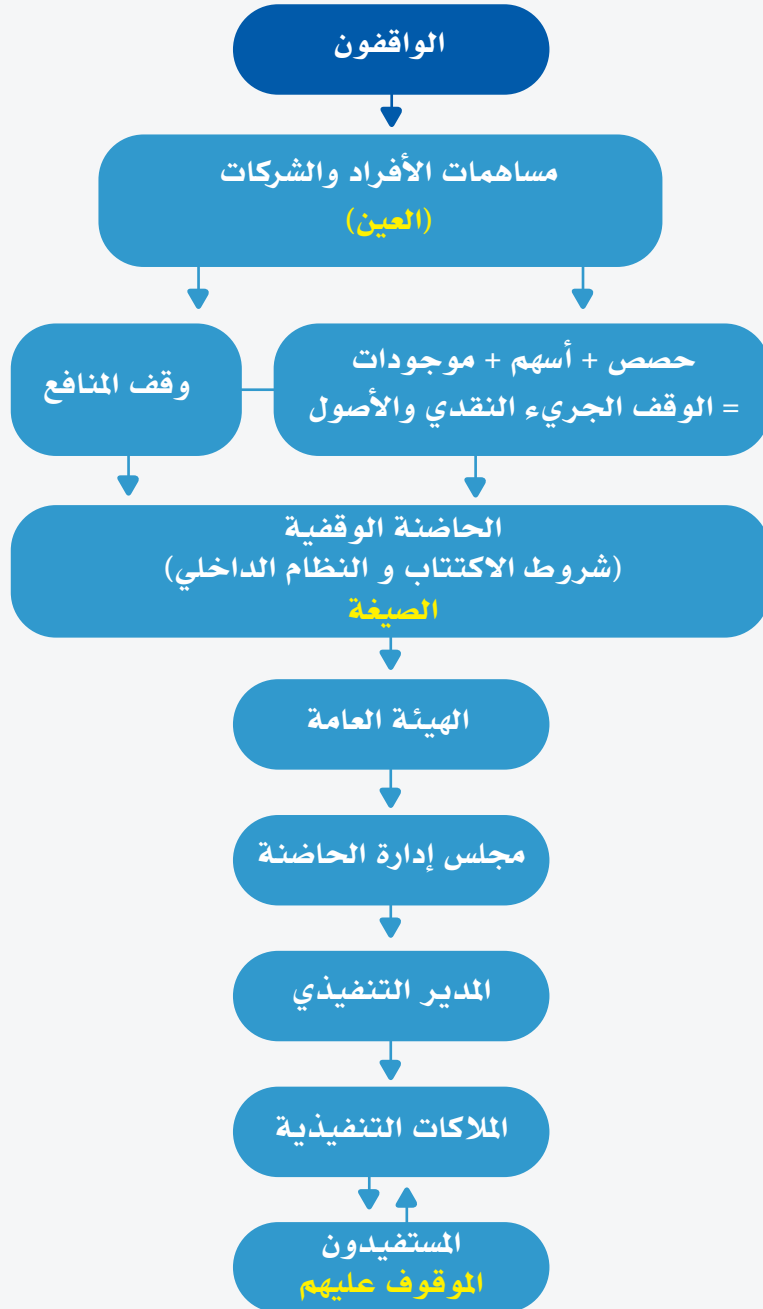 الواقفون
مساهمات الأفراد والشركات
(العين)
حصص + أسهم + موجودات
= الوقف الجريء النقدي والأصول
وقف المنافع
الحاضنة الوقفية
(شروط الاكتتاب و النظام الداخلي)
الصيغة
الهيئة العامة
مجلس إدارة الحاضنة
المدير التنفيذي
الملاكات التنفيذية
المستفيدون
الموقوف عليهم